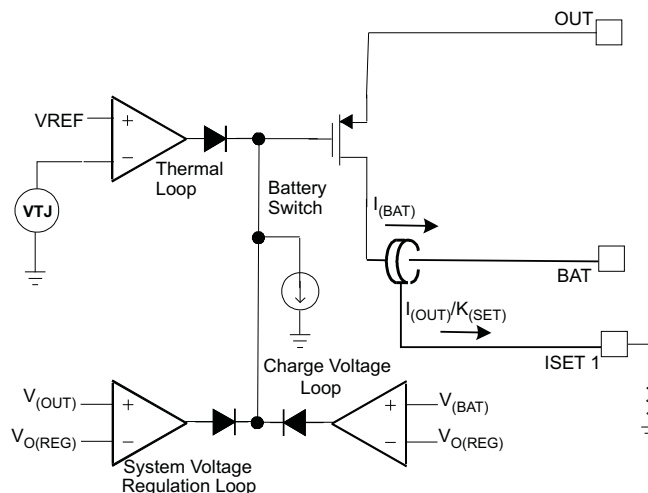 OUT
VREF
+
−
Thermal
Loop
VTJ
Battery
Switch
I(BAT)
BAT
I(OUT)/K(SET)
ISET 1
Charge Voltage
Loop
V(OUT)
+
VO(REG)
−
System Voltage
Regulation Loop
+
V(BAT)
−
VO(REG)